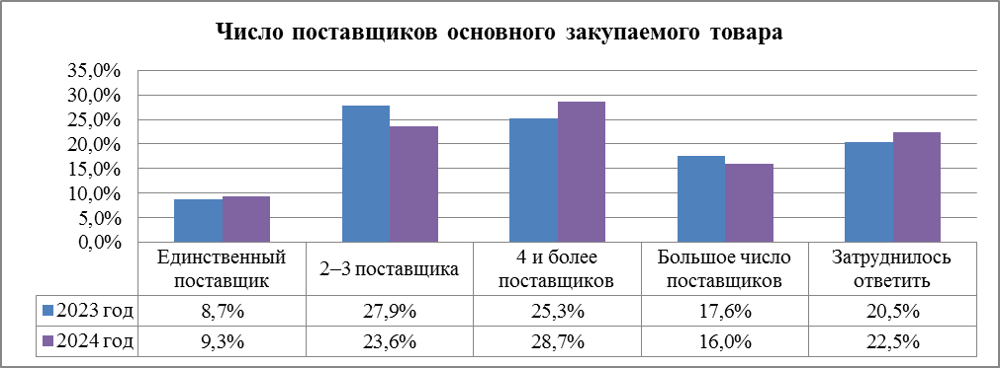 Число поставщиков основного закупаемого товара
35,0%
30,0%
25,0%
20,0%
15,0%
10,0%
5,0%
0,0%
Единственный поставщик
2–3 поставщика
4 и более поставщиков
Большое число поставщиков
Затруднилось ответить
2023 год 8,7% 27,9% 25,3% 17,6% 20,5%
2024 год 9,3% 23,6% 28,7% 16,0% 22,5%